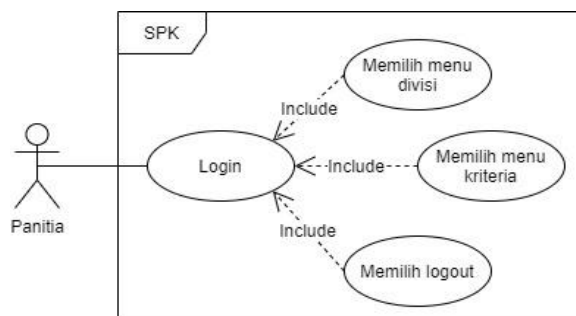 SPK
Memilih menu
divisi
Include
Login
Include
Memilih menu
kriteria
Panitia
Include
Memilih logout